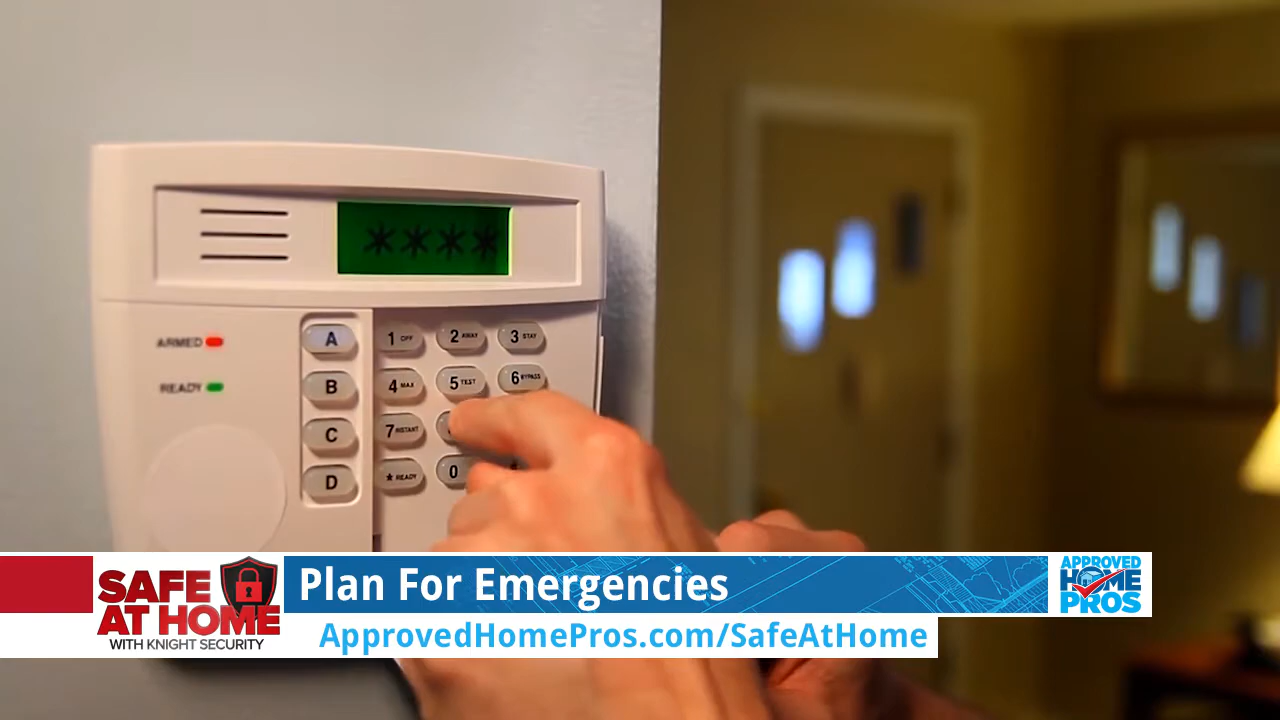 ****
ARMED
READY
A
B
C
D
1 OFF
2 AWAY
3 STAY
4 MAX
5 TEST
6 BYPASS
7 INSTANT
* READY
0
SAFE
AT HOME
WITH KNIGHT SECURITY
Plan For Emergencies
ApprovedHomePros.com/SafeAtHome
APPROVED
HOME
PROS